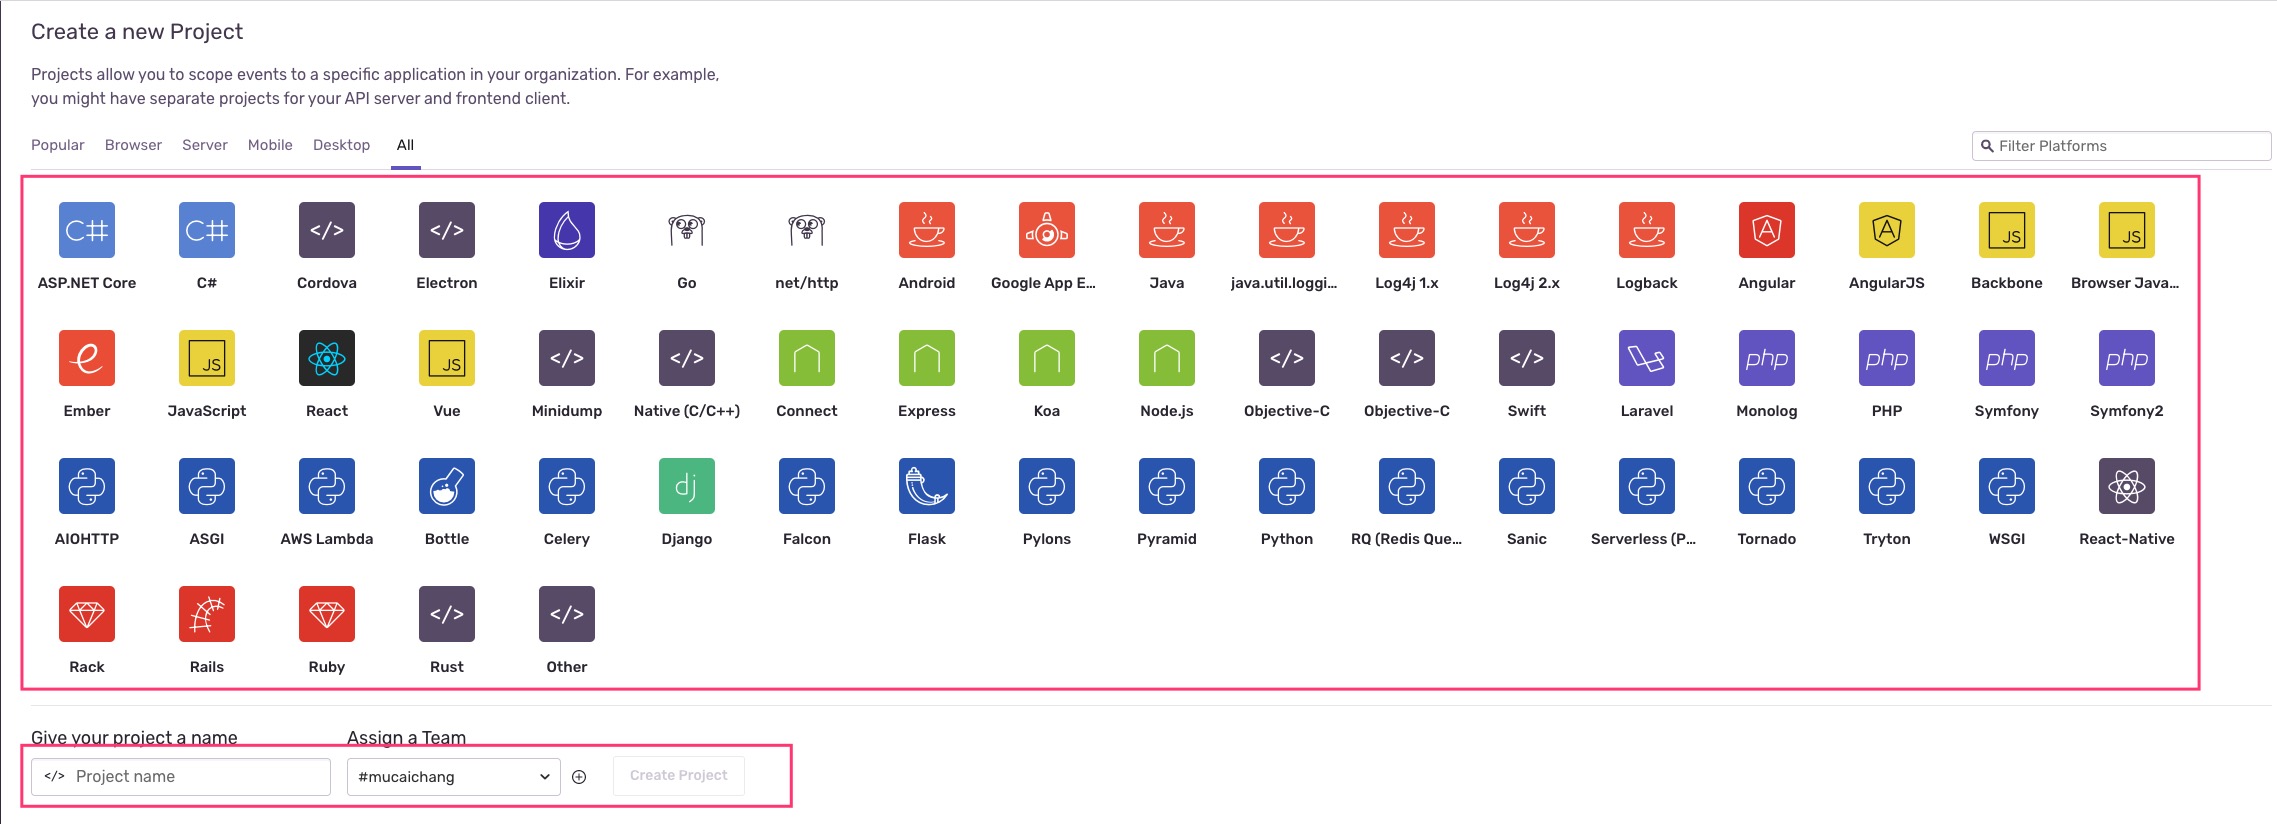 Create a new Project
Projects allow you to scope events to a specific application in your organization. For example,
you might have separate projects for your API server and frontend client.
Popular Browser Server Mobile Desktop All
Filter Platforms
C# C# </> </> JS JS
ASP.NET Core C# Cordova Electron Elixir Go net/http Android Google App E... Java java.util.loggi... Log4j 1.x Log4j 2.x Logback Angular AngularJS Backbone Browser Java...
e JS JS </> </> </> </> </> php php php php
Ember JavaScript React Vue Minidump Native (C/C++) Connect Express Koa Node.js Objective-C Objective-C Swift Laravel Monolog PHP Symfony Symfony2
dj
AIOHTTP ASGI AWS Lambda Bottle Celery Django Falcon Flask Pylons Pyramid Python RQ (Redis Que... Sanic Serverless (P... Tornado Tryton WSGI React-Native
</> </>
Rack Rails Ruby Rust Other
Give your project a name Assign a Team
</> Project name #mucaichang Create Project